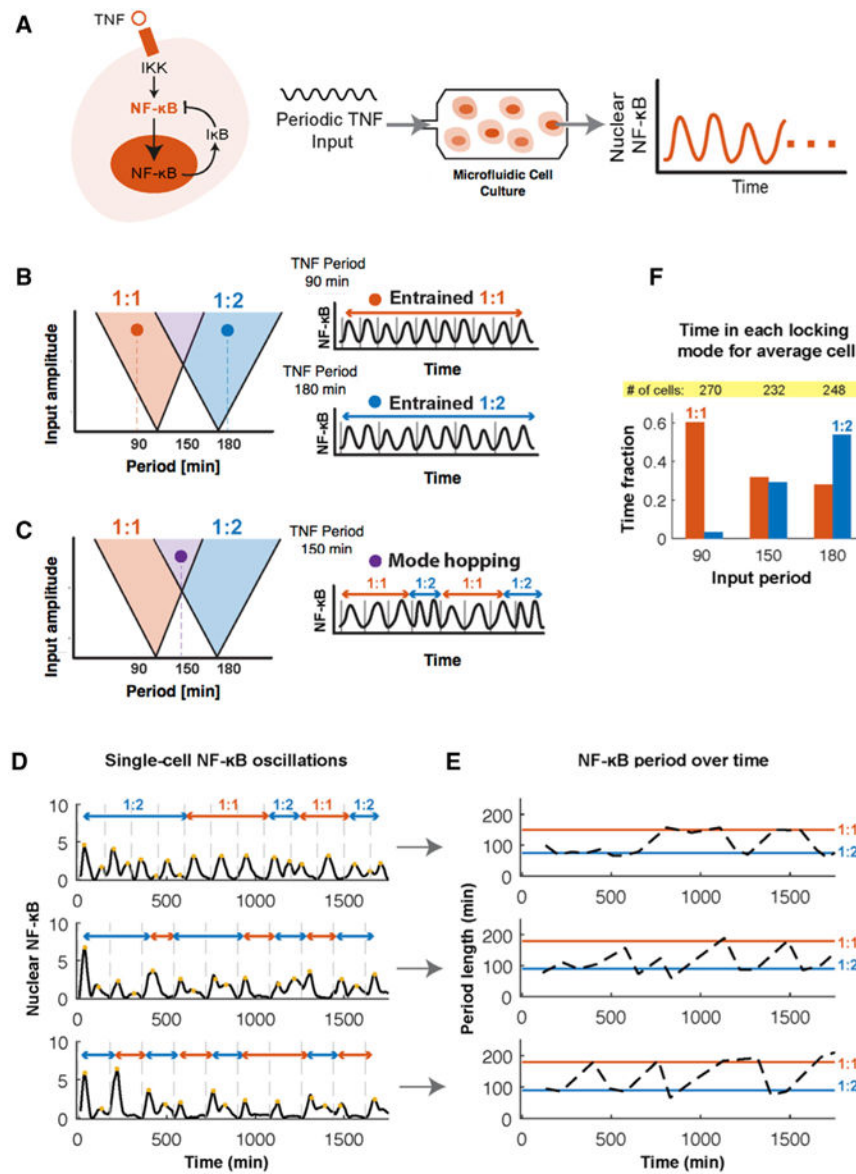 A
TNF
IKK
NF-κB
IκB
NF-κB
Periodic TNF
Input
Microfluidic Cell
Culture
Nuclear
NF-κB
Time
B
1:1
1:2
Input amplitude
90
150
180
Period [min]
TNF Period
90 min
Entrained 1:1
NF-κB
Time
TNF Period
180 min
Entrained 1:2
NF-κB
Time
F
Time in each locking
mode for average cell
# of cells: 270 232 248
1:1
1:2
0.6
0.4
0.2
0
Time fraction
90 150 180
Input period
C
1:1
1:2
Input amplitude
90
150
180
Period [min]
TNF Period
150 min
Mode hopping
1:1 1:2 1:1 1:2
NF-κB
Time
D
Single-cell NF-κB oscillations
10
5
0
1:2 1:1 1:2 1:1 1:2
500 1000 1500
10
5
0
500 1000 1500
10
5
0
500 1000 1500
Nuclear NF-κB
Time (min)
E
NF-κB period over time
200
100
0
1:1
1:2
500 1000 1500
200
100
0
1:1
1:2
500 1000 1500
200
100
0
1:1
1:2
500 1000 1500
Period length (min)
Time (min)